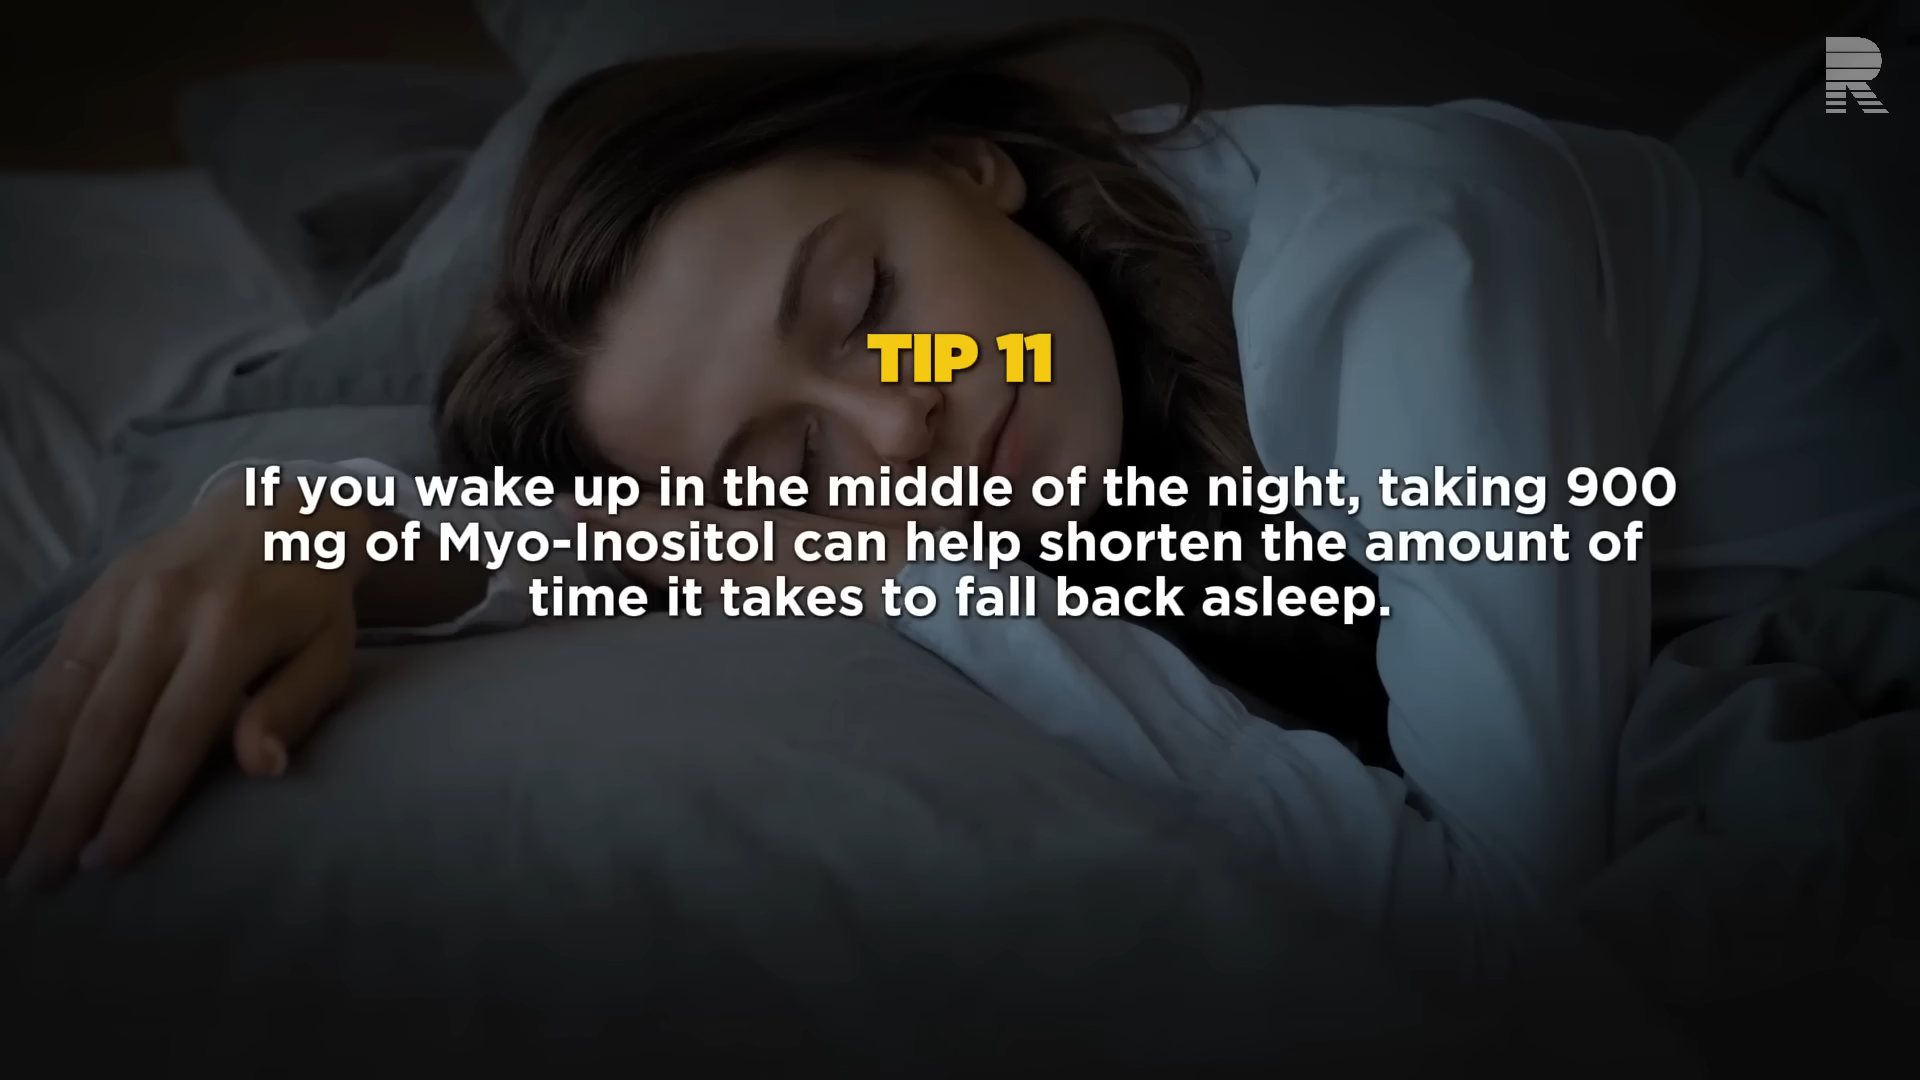 R
TIP 11
If you wake up in the middle of the night, taking 900
mg of Myo-Inositol can help shorten the amount of
time it takes to fall back asleep.